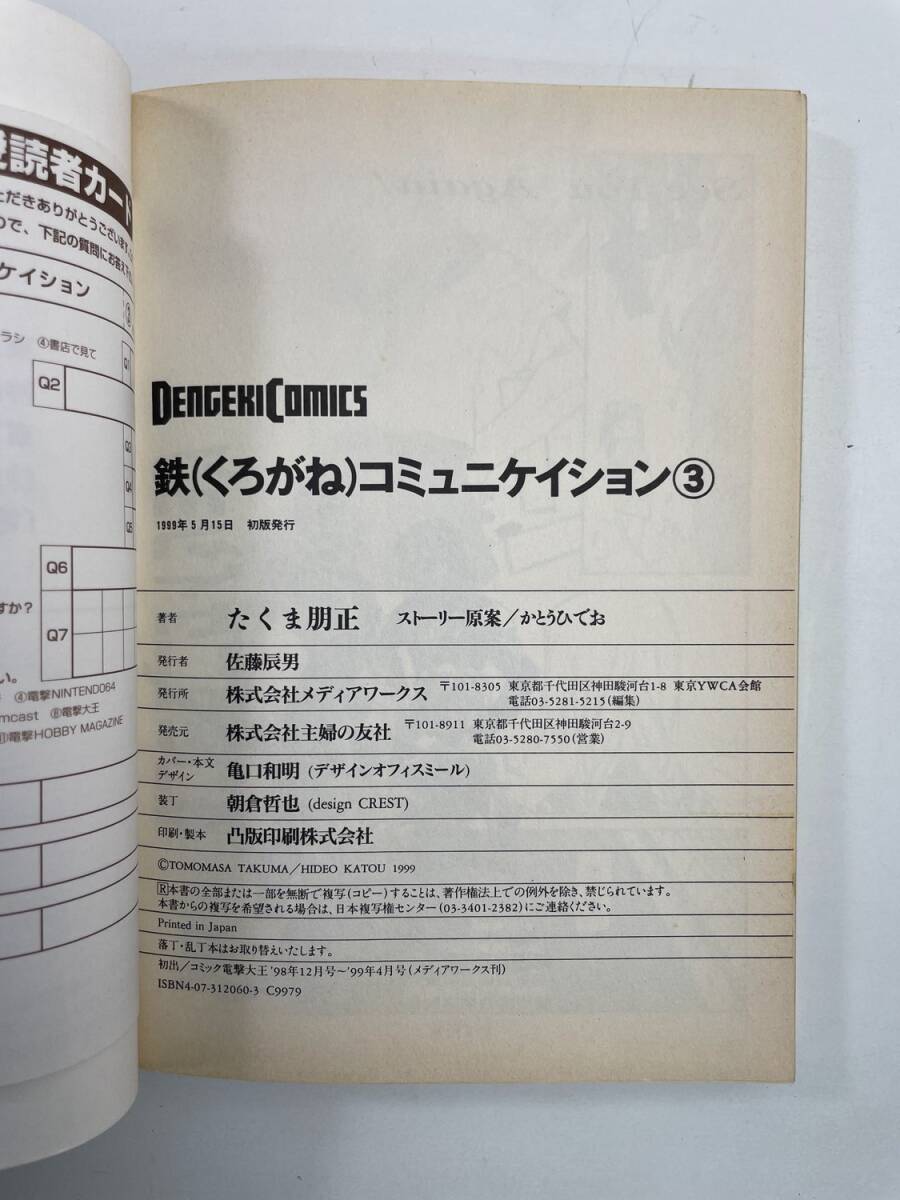 読者カード
ただきありがとうございます
ので、下記の質問にお答え下
ケイション
③
ラシ ④書店で見て
Q1
Q2
Q3
Q4
Q5
Q6
すか?
Q7
い。
④電撃NINTENDO64
mcast ⑧電撃大王
⑪電撃HOBBY MAGAZINE
See You Again!
DENGEKI COMICS
鉄(くろがね)コミュニケイション③
1999年5月15日 初版発行
著者 たくま朋正 ストーリー原案/かとうひでお
発行者 佐藤辰男
発行所 株式会社メディアワークス 〒101-8305 東京都千代田区神田駿河台1-8 東京YWCA会館
電話03-5281-5215(編集)
発売元 株式会社主婦の友社 〒101-8911 東京都千代田区神田駿河台2-9
電話03-5280-7550(営業)
カバー・本文
デザイン 亀口和明(デザインオフィスミール)
装丁 朝倉哲也(design CREST)
印刷・製本 凸版印刷株式会社
©TOMOMASA TAKUMA/HIDEO KATOU 1999
Ⓡ本書の全部または一部を無断で複写(コピー)することは、著作権法上での例外を除き、禁じられています。
本書からの複写を希望される場合は、日本複写権センター(03-3401-2382)にご連絡ください。
Printed in Japan
落丁・乱丁本はお取り替えいたします。
初出/コミック電撃大王'98年12月号~'99年4月号(メディアワークス刊)
ISBN4-07-312060-3 C9979